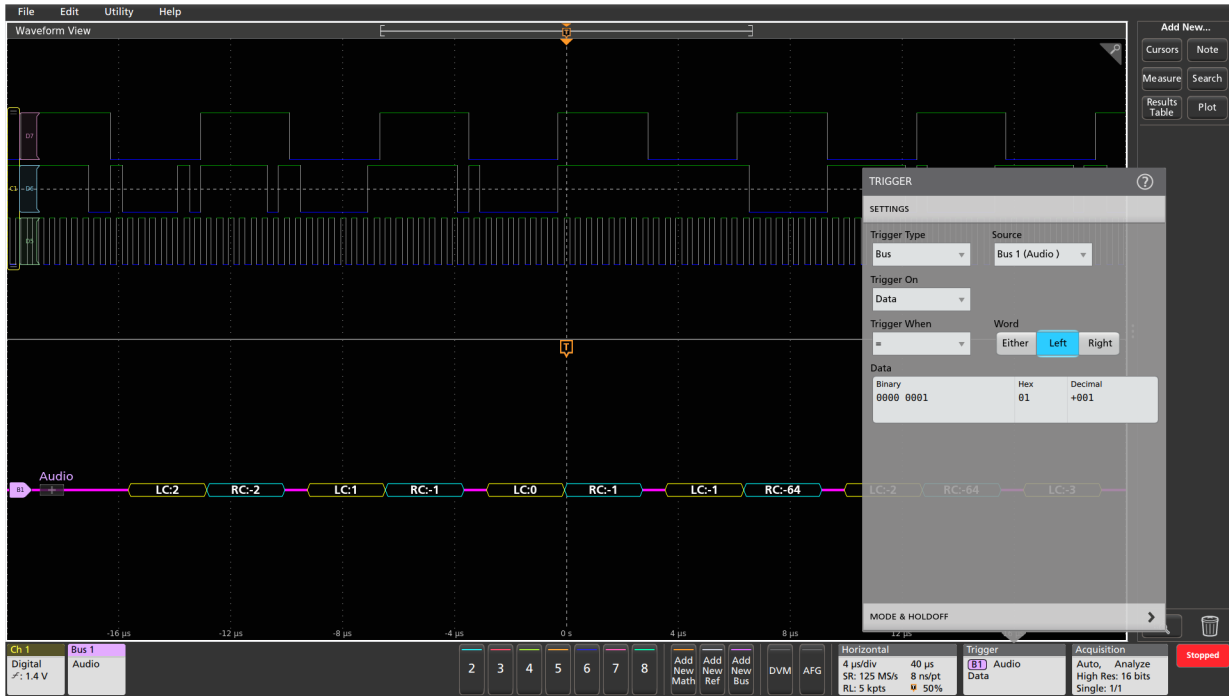 File Edit Utility Help
Waveform View
Add New...
Cursors Note
Measure Search
Results Table Plot
T
D7
C1 D6
D5
TRIGGER ?
SETTINGS
Trigger Type Source
Bus Bus 1 (Audio )
Trigger On
Data
Trigger When Word
= Either Left Right
Data
Binary Hex Decimal
0000 0001 01 +001
T
Audio
B1 + LC:2 RC:-2 LC:1 RC:-1 LC:0 RC:-1 LC:-1 RC:-64 LC:-2 RC:-64 LC:-3
MODE & HOLDOFF
-16 µs -12 µs -8 µs -4 µs 0 s 4 µs 8 µs 12 µs
Ch 1
Digital
: 1.4 V
Bus 1
Audio
2 3 4 5 6 7 8
Add New Math
Add New Ref
Add New Bus
DVM AFG
Horizontal
4 µs/div 40 µs
SR: 125 MS/s 8 ns/pt
RL: 5 kpts 50%
Trigger
B1 Audio
Data
Acquisition
Auto, Analyze
High Res: 16 bits
Single: 1/1
Stopped